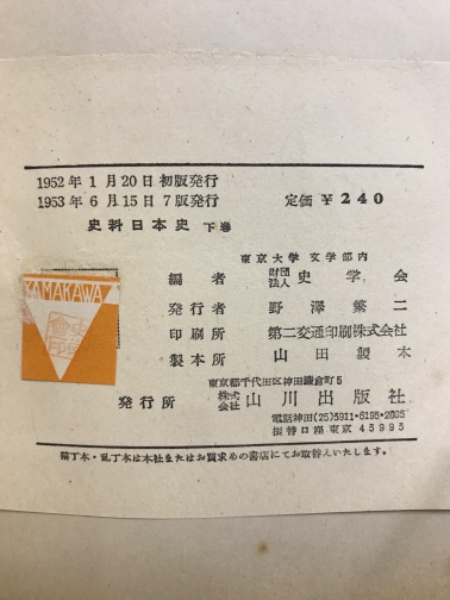 1952年1月20日初版発行
1953年6月15日7版発行 定価 ¥240
史料日本史 下巻
東京大学 文学部内
編者 財団法人 史学会
発行者 野澤繁二
印刷所 第二交通印刷株式会社
製本所 山田製本
東京都千代田区神田鎌倉町5
発行所 株式会社 山川出版社
電話神田(25)5911・6195・2005
振替口座東京 43993
落丁本・乱丁本は本社またはお買求めの書店にてお取替えいたします。
YAMAKAWA